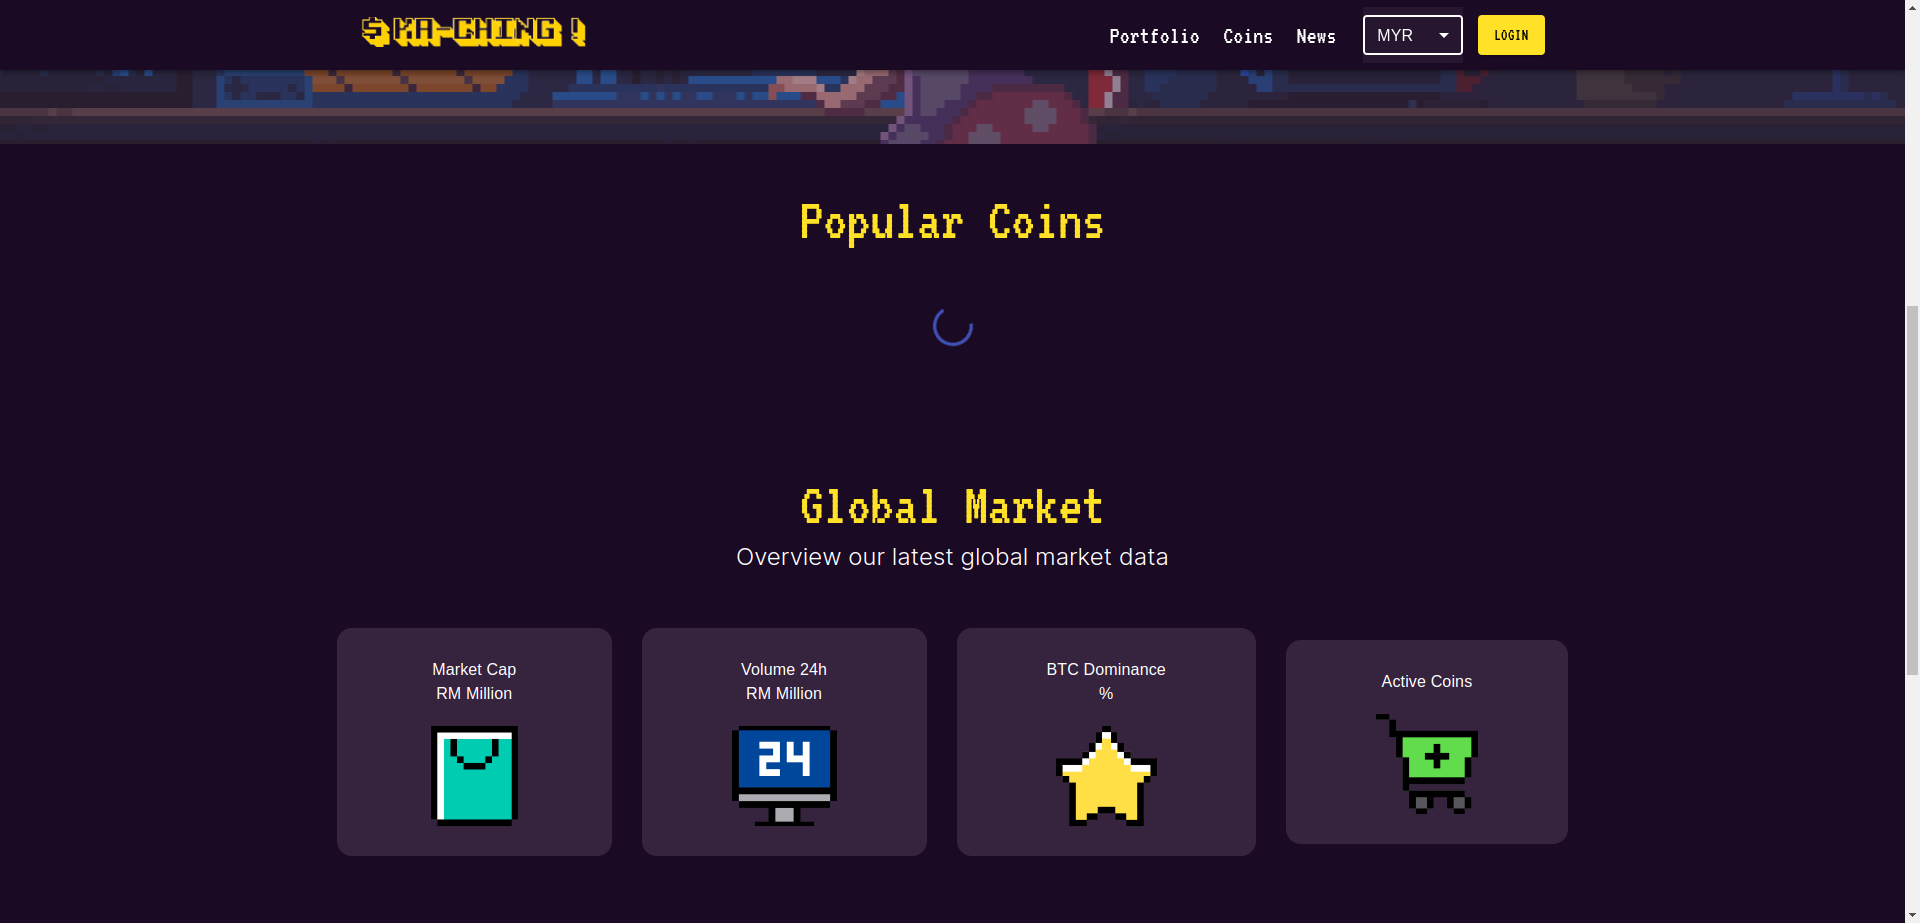 $ KA-CHING !
Portfolio Coins News MYR LOGIN
Popular Coins
Global Market
Overview our latest global market data
Market Cap
RM Million
Volume 24h
RM Million
24
BTC Dominance
%
Active Coins